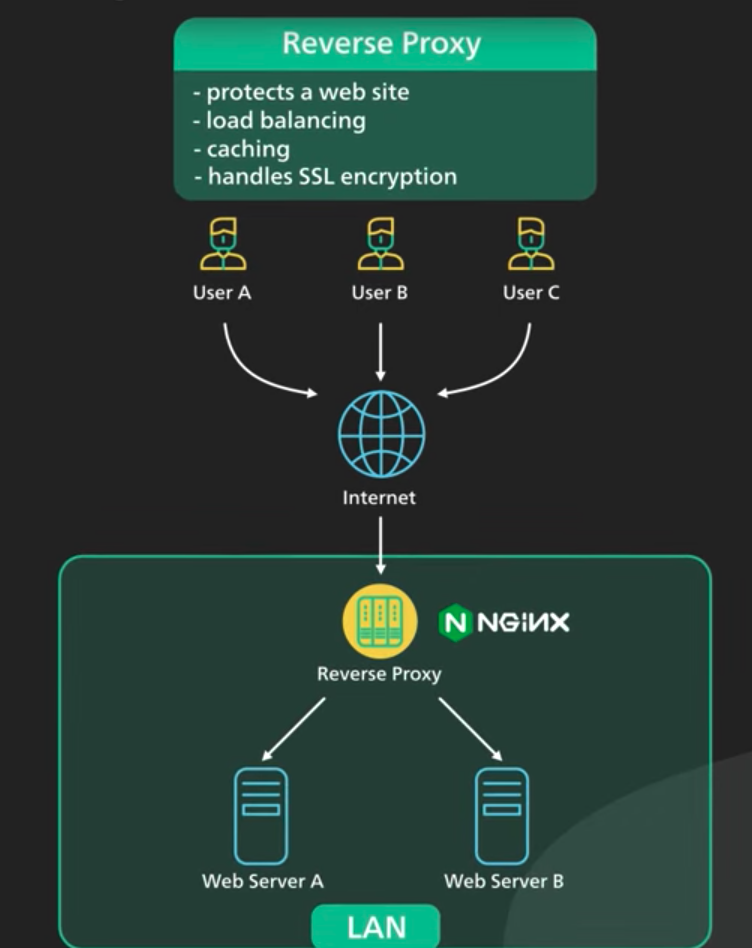 Reverse Proxy
- protects a web site
- load balancing
- caching
- handles SSL encryption
User A
User B
User C
Internet
NGINX
Reverse Proxy
Web Server A
Web Server B
LAN